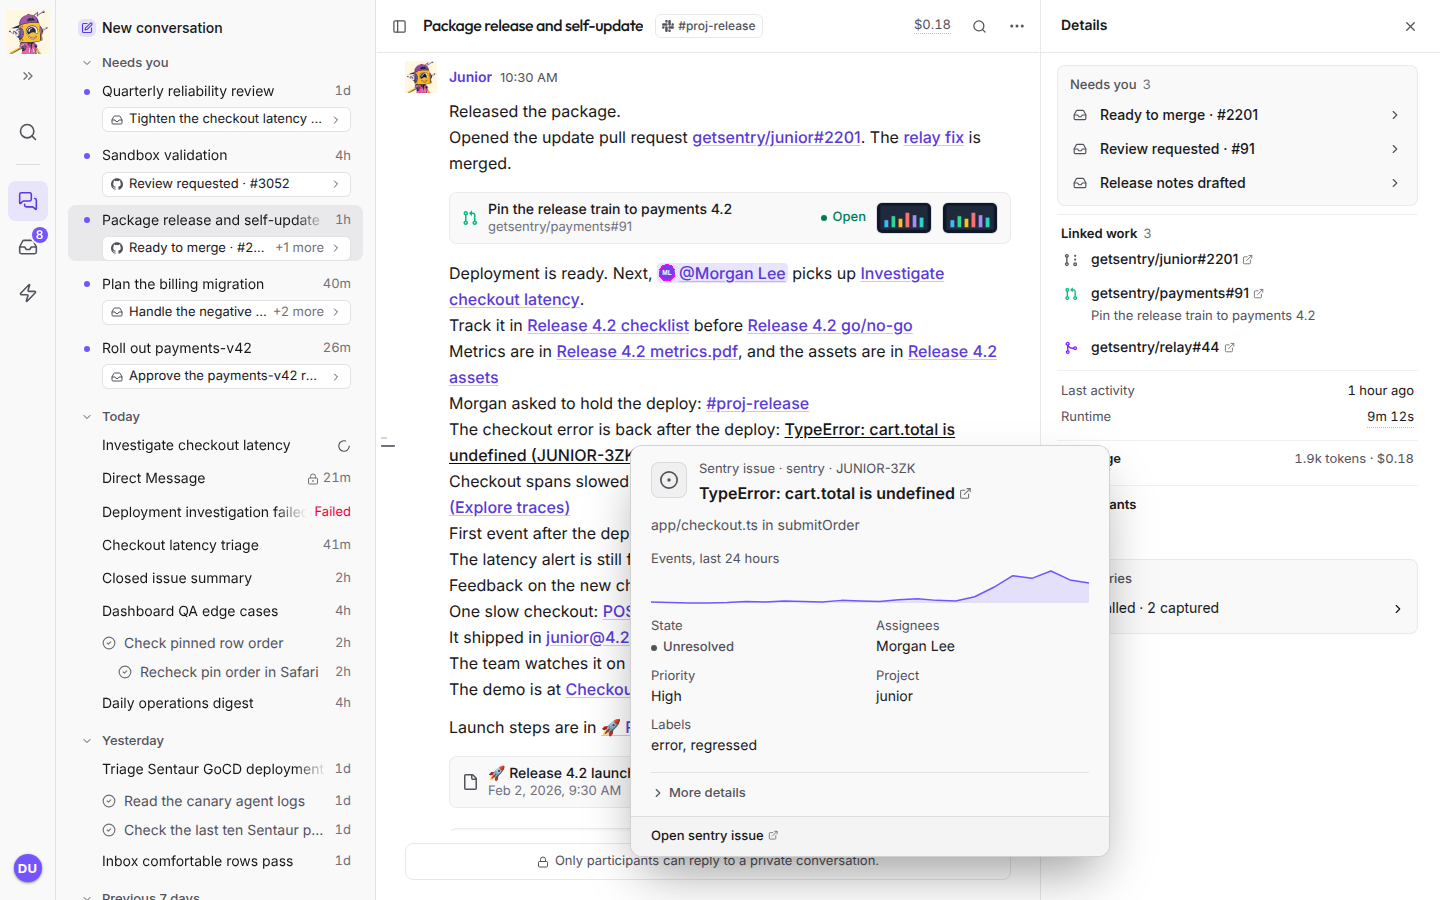 New conversation
Needs you
Quarterly reliability review 1d
Tighten the checkout latency ...
Sandbox validation 4h
Review requested · #3052
Package release and self-update 1h
Ready to merge · #2... +1 more
8
Plan the billing migration 40m
Handle the negative ... +2 more
Roll out payments-v42 26m
Approve the payments-v42 r...
Today
Investigate checkout latency
Direct Message 21m
Deployment investigation failed Failed
Checkout latency triage 41m
Closed issue summary 2h
Dashboard QA edge cases 4h
Check pinned row order 2h
Recheck pin order in Safari 2h
Daily operations digest 4h
Yesterday
Triage Sentaur GoCD deployment 1d
Read the canary agent logs 1d
Check the last ten Sentaur p... 1d
Inbox comfortable rows pass 1d
Previous 7 days
DU
Package release and self-update #proj-release $0.18
Junior 10:30 AM
Released the package.
Opened the update pull request getsentry/junior#2201. The relay fix is
merged.
Pin the release train to payments 4.2
getsentry/payments#91
Open
Deployment is ready. Next, ML @Morgan Lee picks up Investigate
checkout latency.
Track it in Release 4.2 checklist before Release 4.2 go/no-go
Metrics are in Release 4.2 metrics.pdf, and the assets are in Release 4.2
assets
Morgan asked to hold the deploy: #proj-release
The checkout error is back after the deploy: TypeError: cart.total is
undefined (JUNIOR-3ZK
Checkout spans slowed
(Explore traces)
First event after the dep
The latency alert is still f
Feedback on the new ch
One slow checkout: POS
It shipped in junior@4.2
The team watches it on
The demo is at Checkou
Launch steps are in 🚀
🚀 Release 4.2 launch
Feb 2, 2026, 9:30 AM
Only participants can reply to a private conversation.
Sentry issue · sentry · JUNIOR-3ZK
TypeError: cart.total is undefined
app/checkout.ts in submitOrder
Events, last 24 hours
State Assignees
Unresolved Morgan Lee
Priority Project
High junior
Labels
error, regressed
More details
Open sentry issue
Details
Needs you 3
Ready to merge · #2201
Review requested · #91
Release notes drafted
Linked work 3
getsentry/junior#2201
getsentry/payments#91
Pin the release train to payments 4.2
getsentry/relay#44
Last activity 1 hour ago
Runtime 9m 12s
ge 1.9k tokens · $0.18
ants
ries
lled · 2 captured